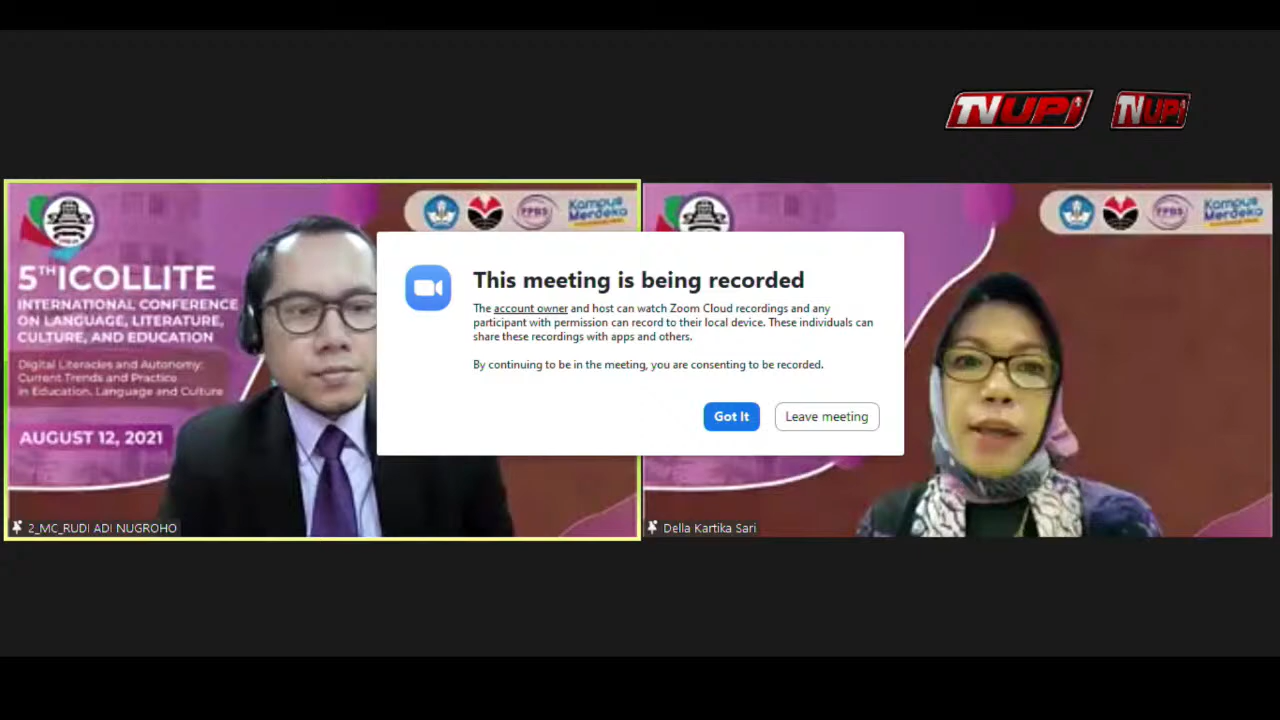 TVUPI
TVUPI
5TH ICOLLITE
INTERNATIONAL CONFERENCE
ON LANGUAGE, LITERATURE,
CULTURE, AND EDUCATION
Digital Literacies and Autonomy:
Current Trends and Practice
in Education, Language and Culture
AUGUST 12, 2021
FPBS
Kampus
Merdeka
2_MC_RUDI ADI NUGROHO
This meeting is being recorded
The account owner and host can watch Zoom Cloud recordings and any
participant with permission can record to their local device. These individuals can
share these recordings with apps and others.
By continuing to be in the meeting, you are consenting to be recorded.
Got It
Leave meeting
FPBS
Kampus
Merdeka
Della Kartika Sari